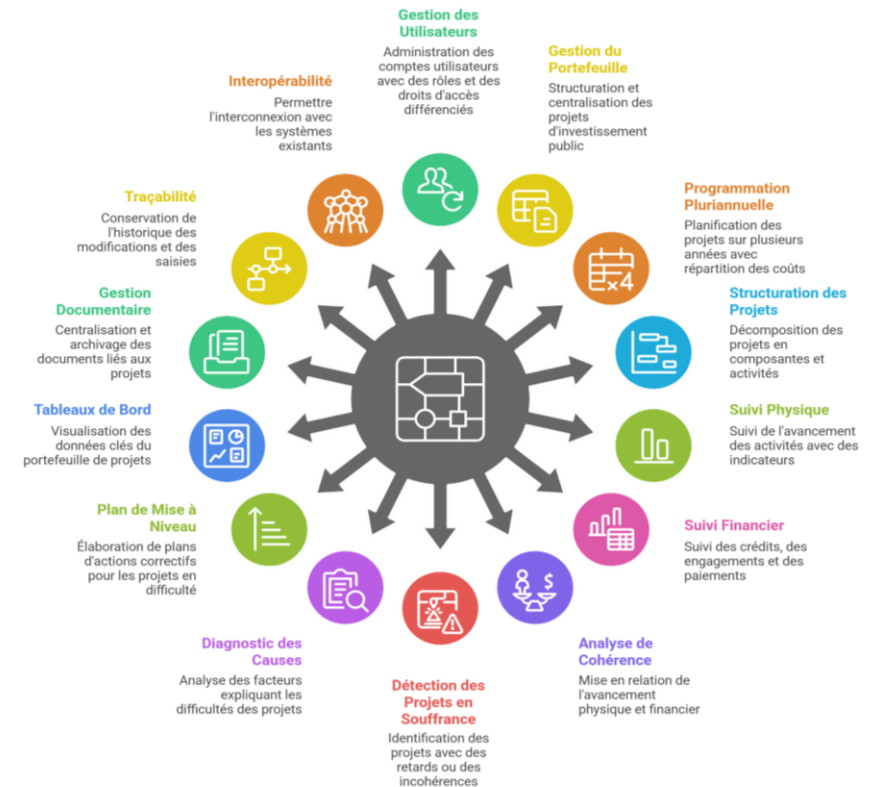 Gestion des
Utilisateurs
Administration des
comptes utilisateurs
avec des rôles et des
droits d'accès
différenciés
Gestion du
Portefeuille
Structuration et
centralisation des
projets
d'investissement
public
Programmation
Pluriannuelle
Planification des
projets sur plusieurs
années avec
répartition des coûts
×4
Structuration des
Projets
Décomposition des
projets en
composantes et
activités
Suivi Physique
Suivi de l'avancement
des activités avec des
indicateurs
Suivi Financier
Suivi des crédits, des
engagements et des
paiements
$
Analyse de
Cohérence
Mise en relation de
l'avancement
physique et financier
Détection des
Projets en
Souffrance
Identification des
projets avec des
retards ou des
incohérences
Diagnostic des
Causes
Analyse des facteurs
expliquant les
difficultés des projets
Plan de Mise à
Niveau
Élaboration de plans
d'actions correctifs
pour les projets en
difficulté
Tableaux de Bord
Visualisation des
données clés du
portefeuille de projets
Gestion
Documentaire
Centralisation et
archivage des
documents liés aux
projets
Traçabilité
Conservation de
l'historique des
modifications et des
saisies
Interopérabilité
Permettre
l'interconnexion avec
les systèmes
existants